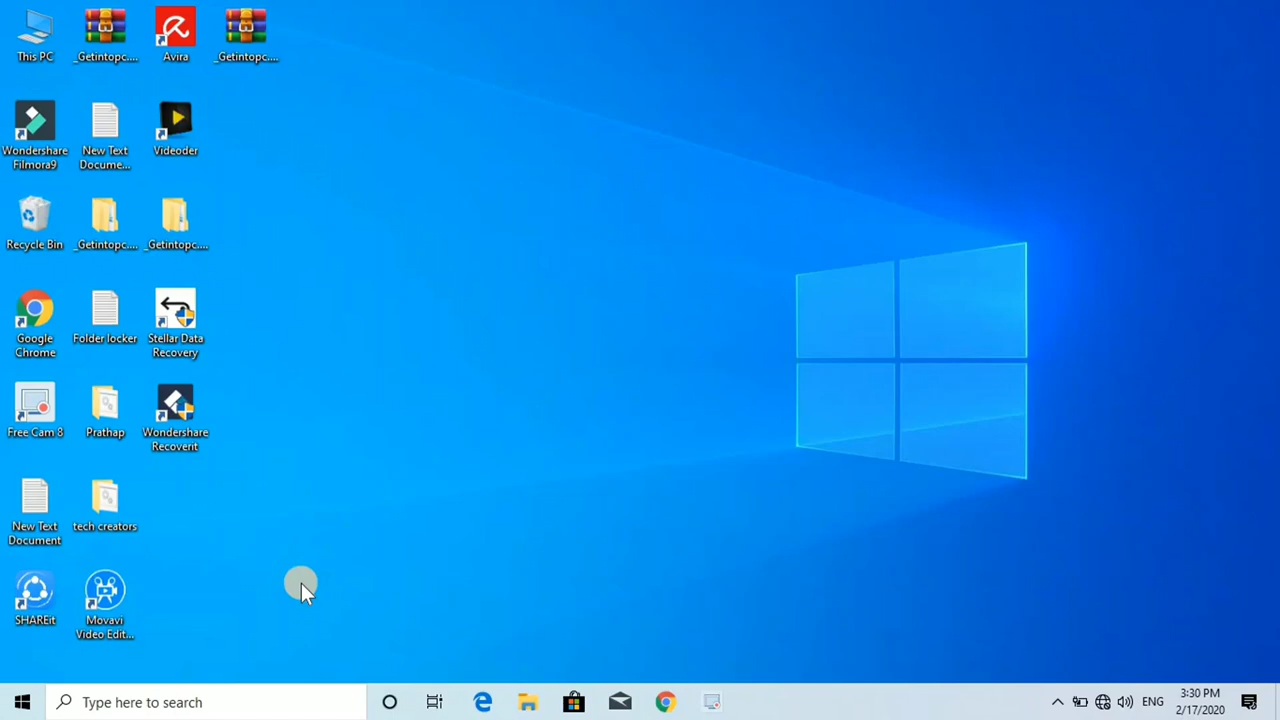 This PC
_Getintopc....
Avira
_Getintopc....
Wondershare
Filmora9
New Text
Docume...
Videoder
Recycle Bin
_Getintopc....
_Getintopc....
Google
Chrome
Folder locker
Stellar Data
Recovery
Free Cam 8
Prathap
Wondershare
Recoverit
New Text
Document
tech creators
SHAREit
Movavi
Video Edit...
Type here to search
ENG
3:30 PM
2/17/2020